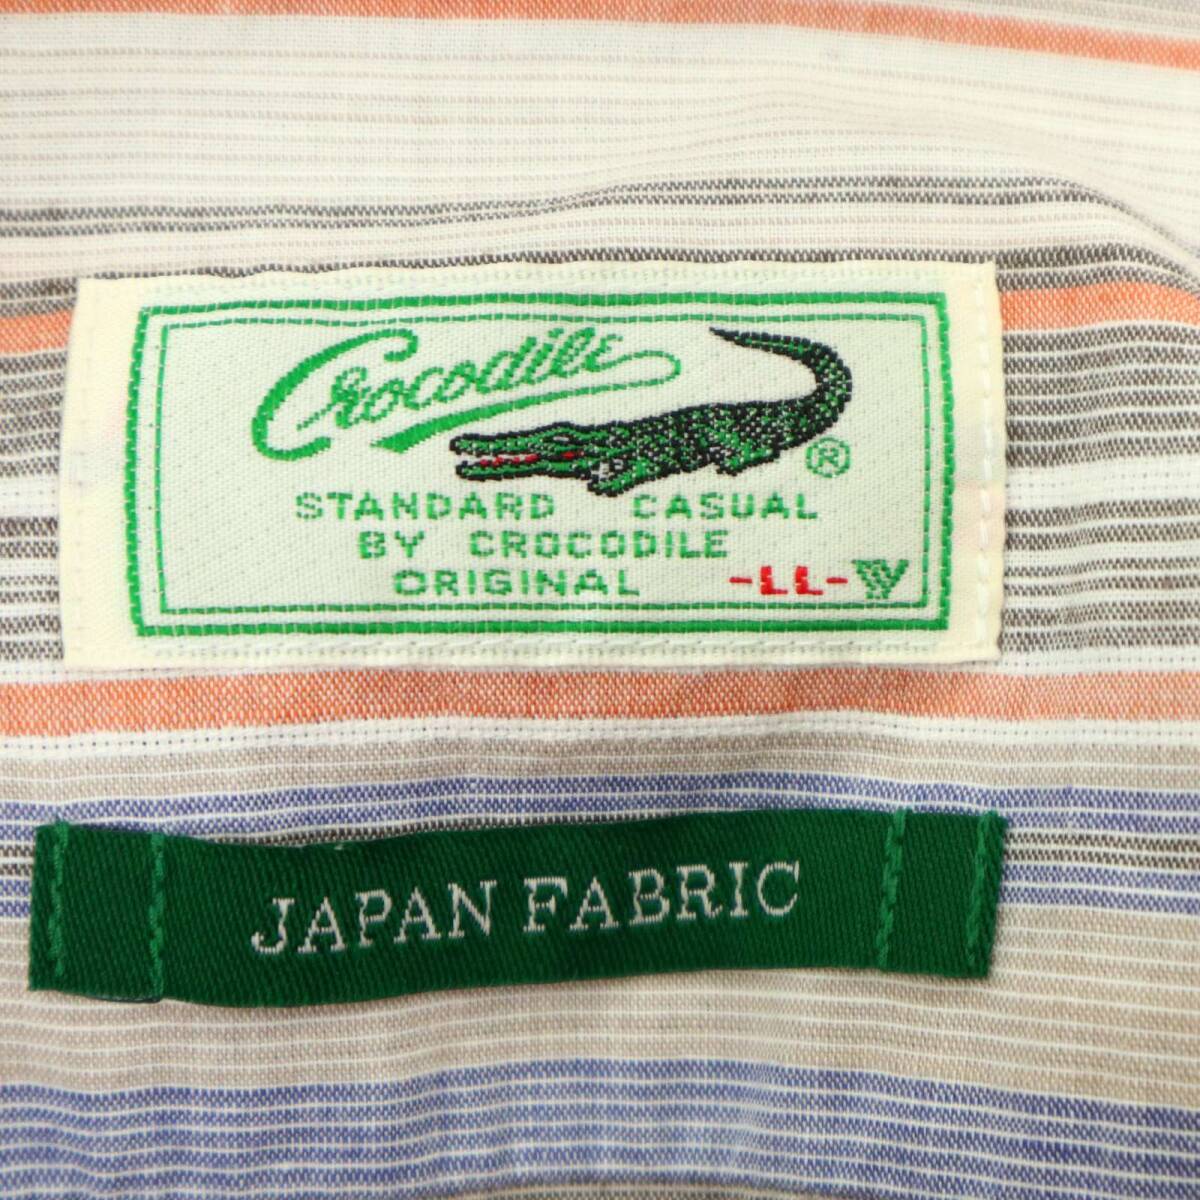 Crocodile
®
STANDARD CASUAL
BY CROCODILE
ORIGINAL -LL-
JAPAN FABRIC